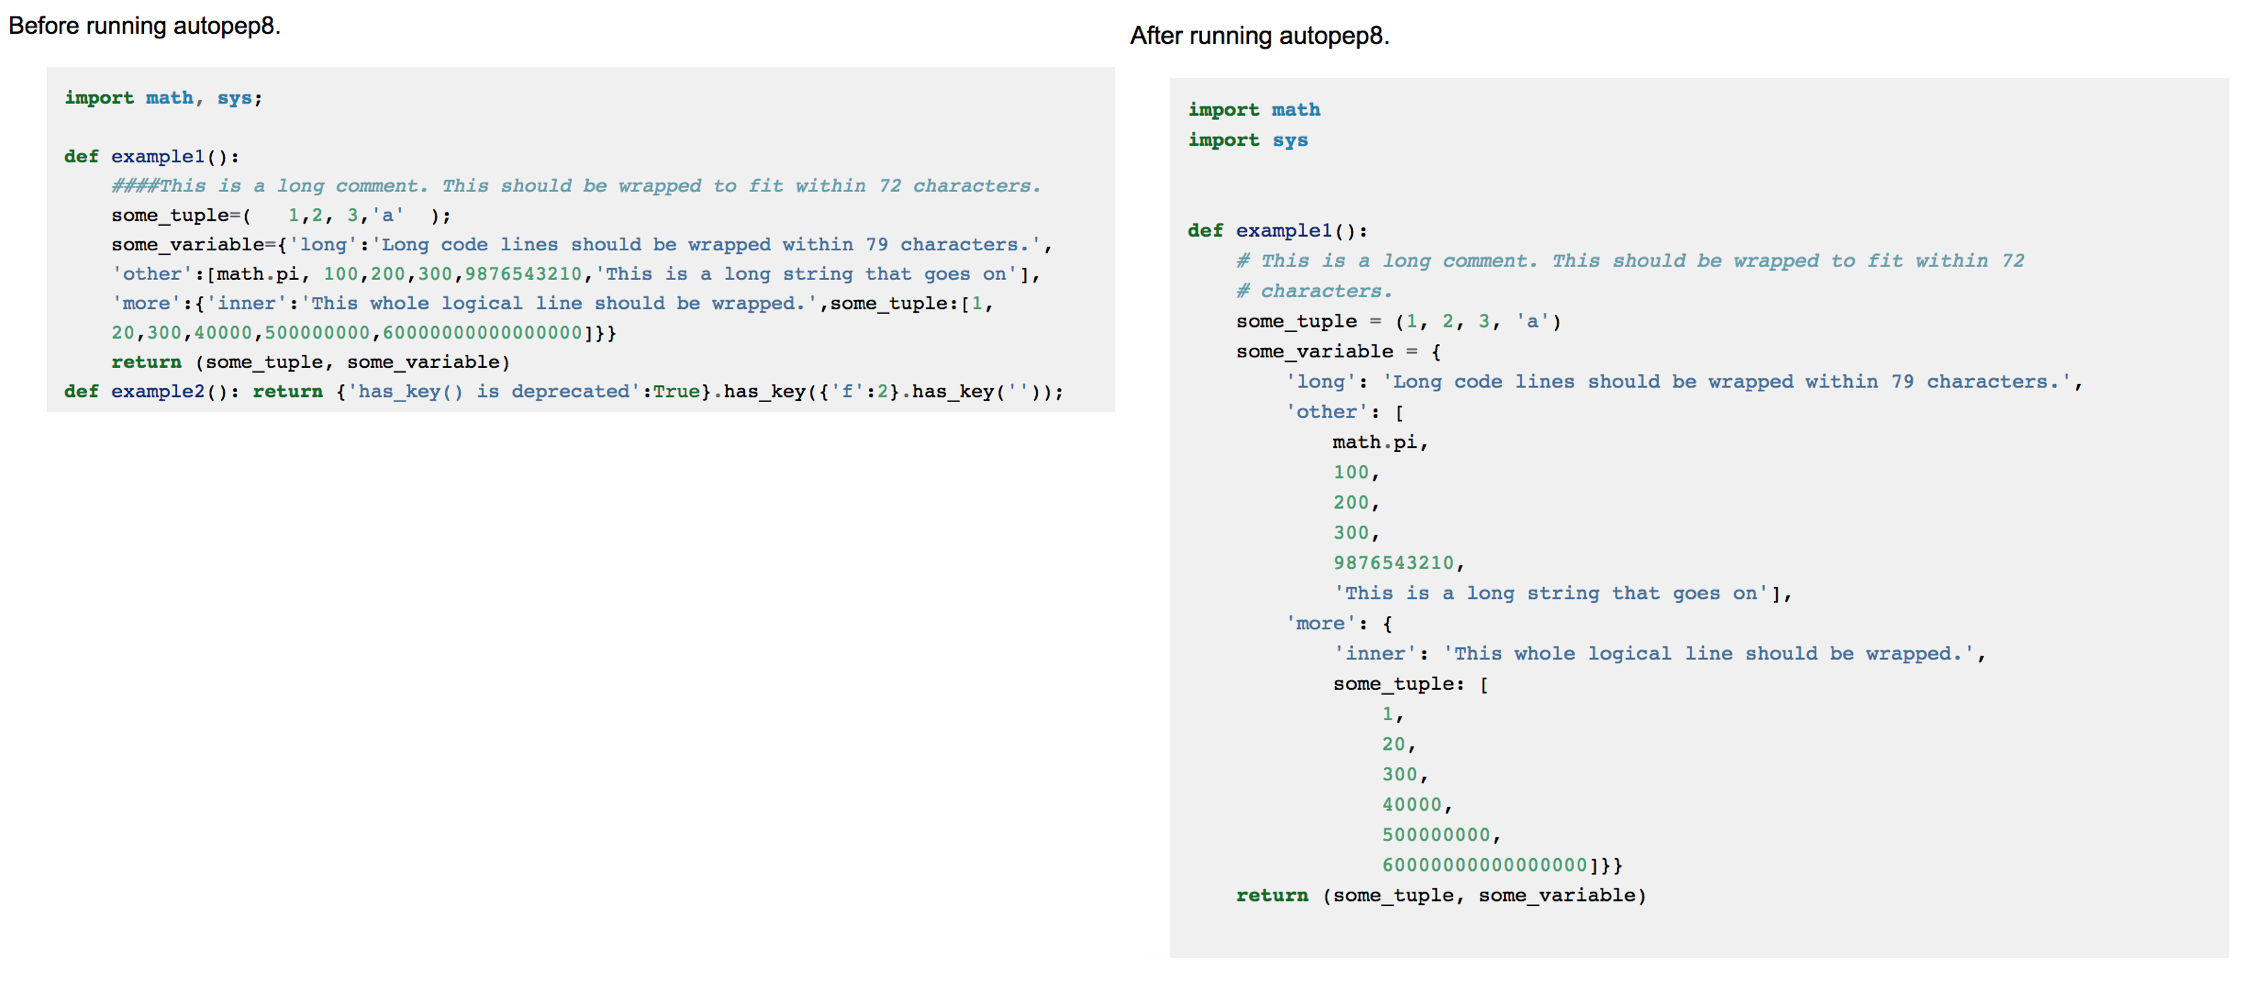 Before running autopep8.
import math, sys;
def example1():
    ####This is a long comment. This should be wrapped to fit within 72 characters.
    some_tuple=(   1,2, 3,'a'  );
    some_variable={'long':'Long code lines should be wrapped within 79 characters.',
    'other':[math.pi, 100,200,300,9876543210,'This is a long string that goes on'],
    'more':{'inner':'This whole logical line should be wrapped.',some_tuple:[1,
    20,300,40000,500000000,60000000000000000]}}
    return (some_tuple, some_variable)
def example2(): return {'has_key() is deprecated':True}.has_key({'f':2}.has_key(''));
After running autopep8.
import math
import sys
def example1():
    # This is a long comment. This should be wrapped to fit within 72
    # characters.
    some_tuple = (1, 2, 3, 'a')
    some_variable = {
        'long': 'Long code lines should be wrapped within 79 characters.',
        'other': [
            math.pi,
            100,
            200,
            300,
            9876543210,
            'This is a long string that goes on'],
        'more': {
            'inner': 'This whole logical line should be wrapped.',
            some_tuple: [
                1,
                20,
                300,
                40000,
                500000000,
                60000000000000000]}}
    return (some_tuple, some_variable)